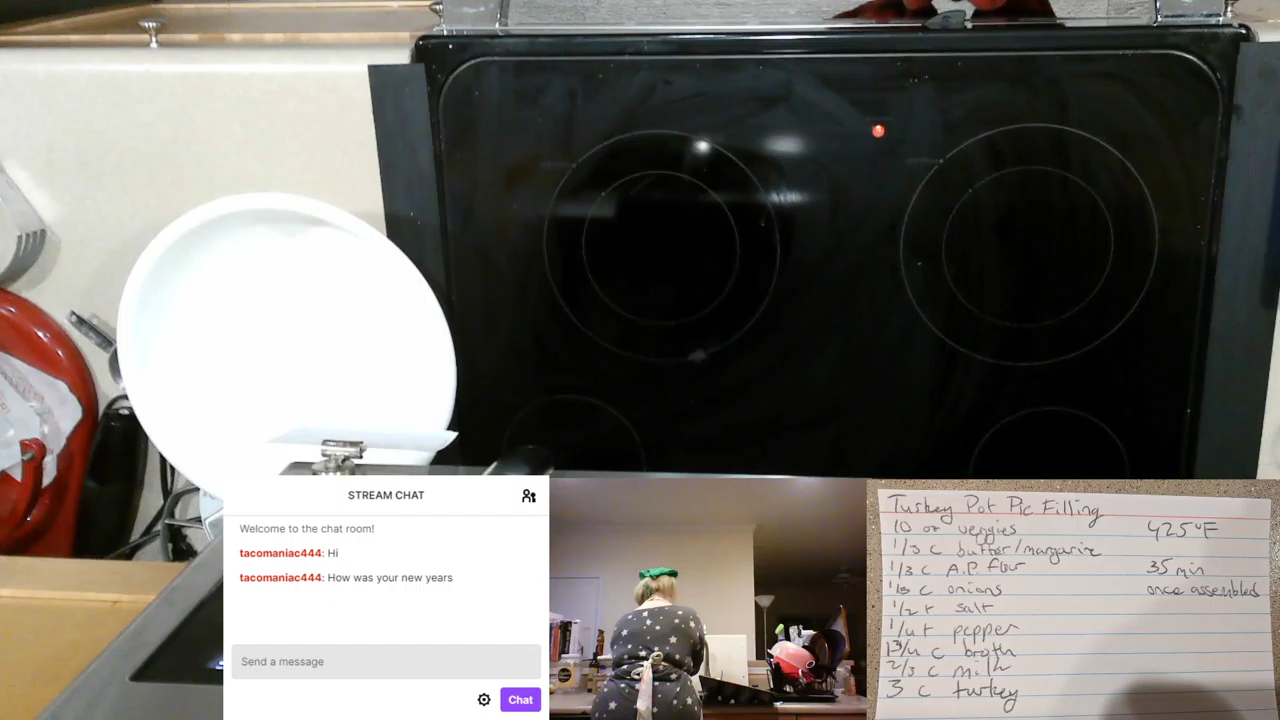 STREAM CHAT
Welcome to the chat room!
tacomaniac444: Hi
tacomaniac444: How was your new years
Send a message
Chat
Turkey Pot Pie Filling
10 oz veggies
425°F
1/3 c butter/margarine
1/3 c A.P. flour
35 min
1/3 c onions
once assembled
1/2 t salt
1/4 t pepper
1 3/4 c broth
2/3 c milk
3 c turkey